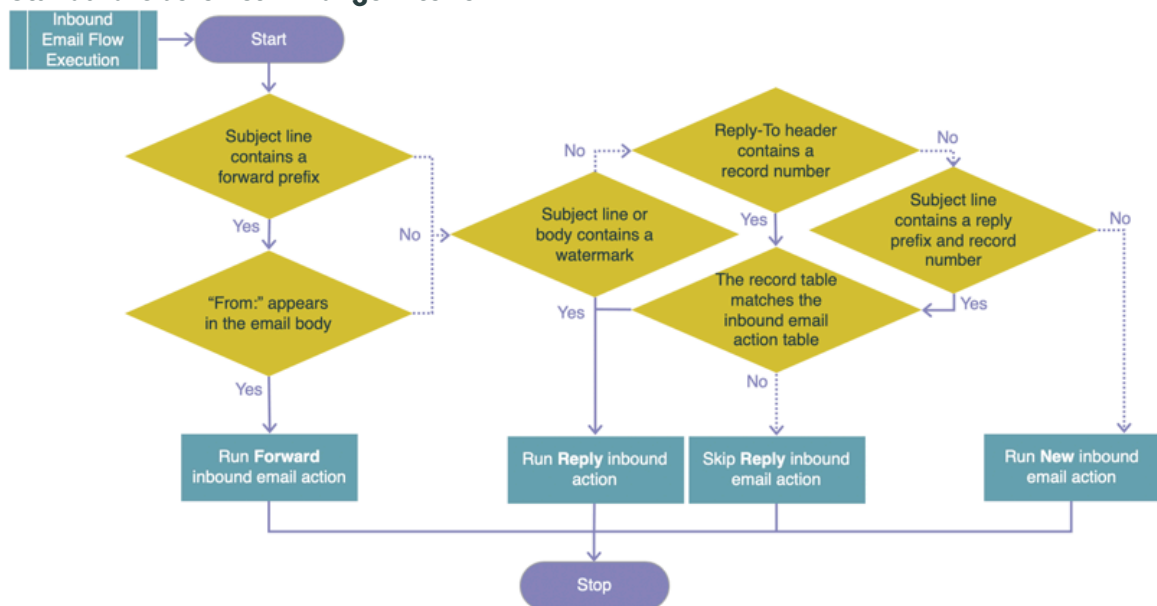 Inbound
Email Flow
Execution
Start
Subject line
contains a
forward prefix
Yes
No
“From:” appears
in the email body
Yes
Run Forward
inbound email action
Subject line or
body contains a
watermark
No
Yes
Reply-To header
contains a
record number
No
Yes
Subject line
contains a reply
prefix and record
number
No
Yes
The record table
matches the
inbound email
action table
No
Run Reply inbound
action
Skip Reply inbound
email action
Run New inbound
email action
Stop